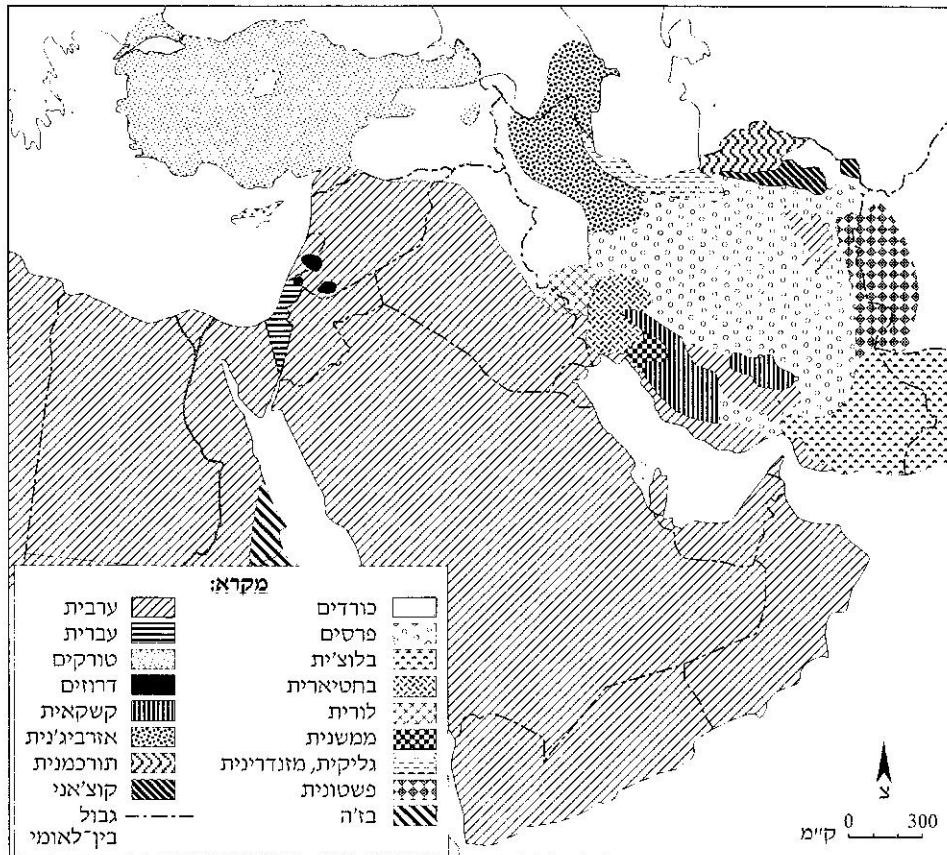 מקרא:
כורדים
פרסים
בלוצ'ית
בחטיארית
לורית
ממשנית
גליקית, מזנדרינית
פשטונית
בז'ה
ערבית
עברית
טורקים
דרוזים
קשקאית
אזרביג'נית
תורכמנית
קוצ'אני
גבול
בין־לאומי
צ
0 300
ק"מ